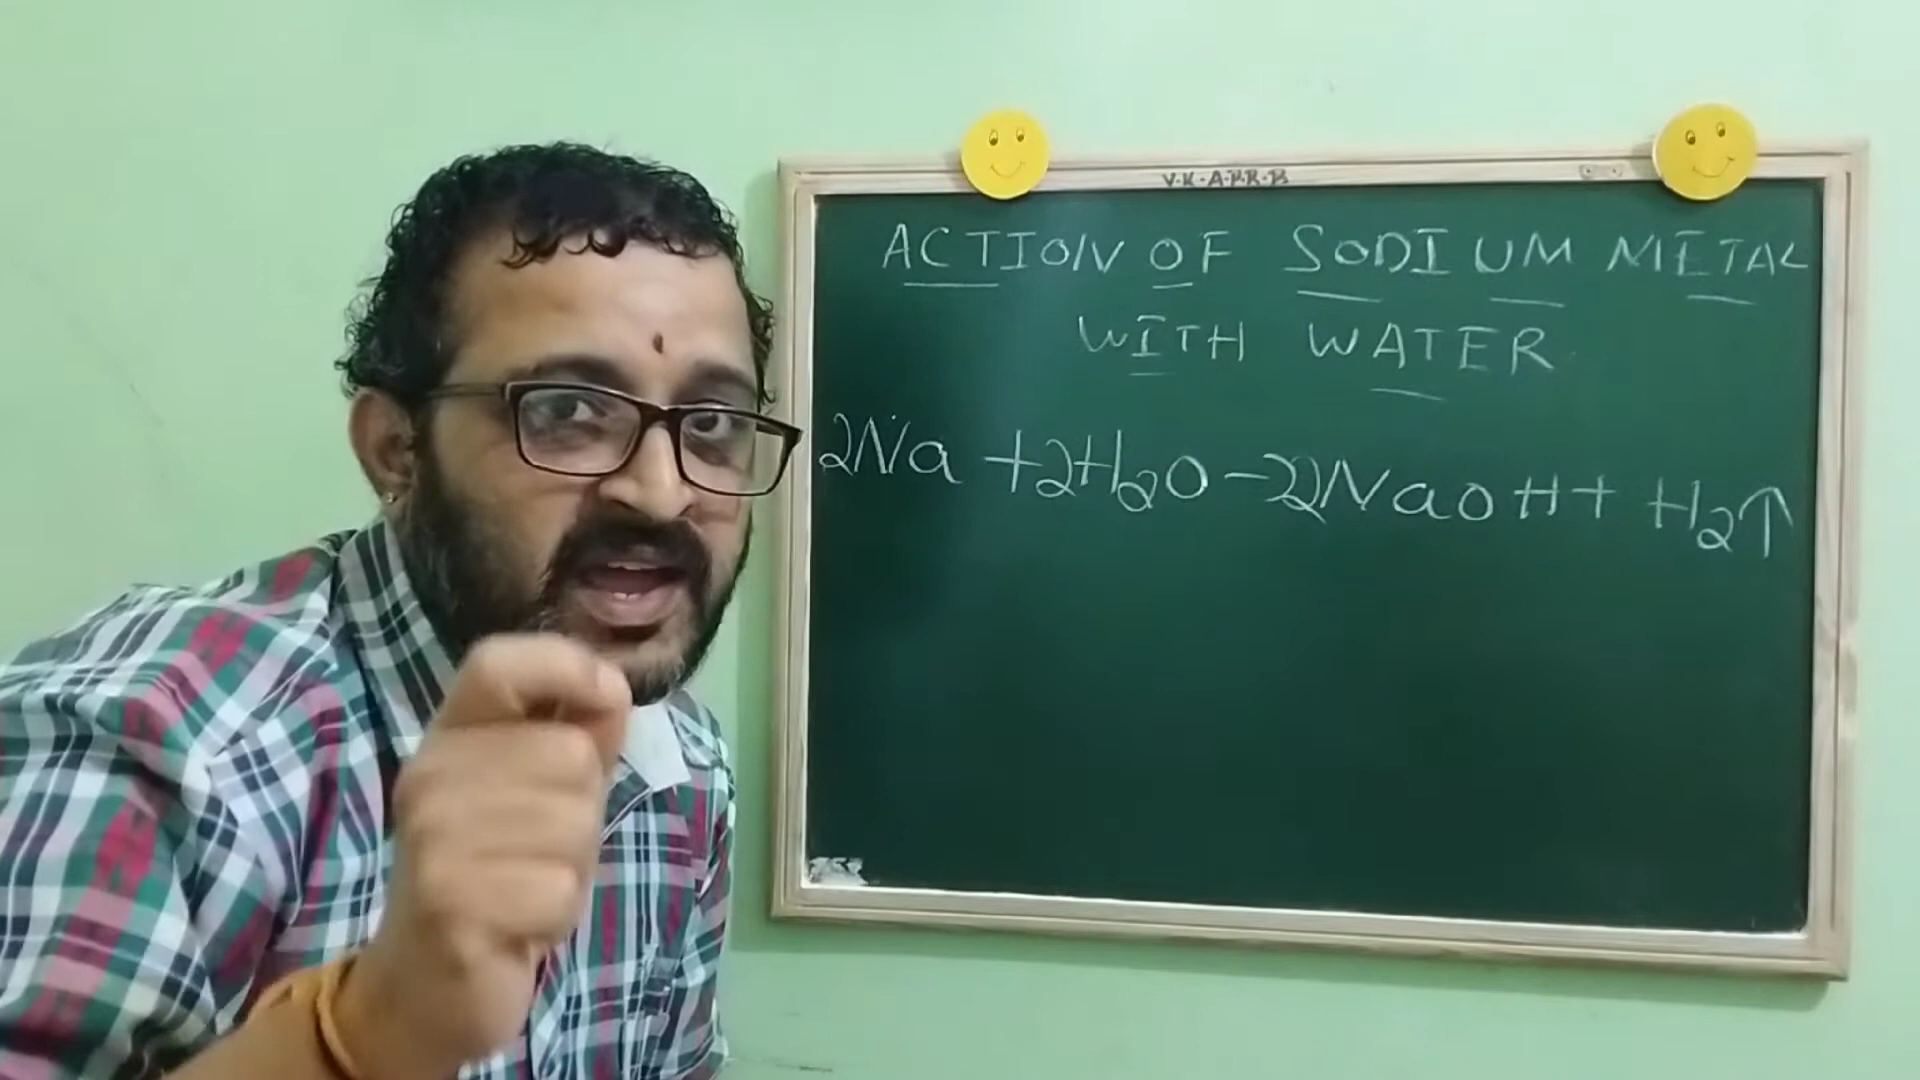 V.K.A.P.R.B
ACTION OF SODIUM METAL
WITH WATER
2Na + 2H₂O → 2NaOH + H₂↑